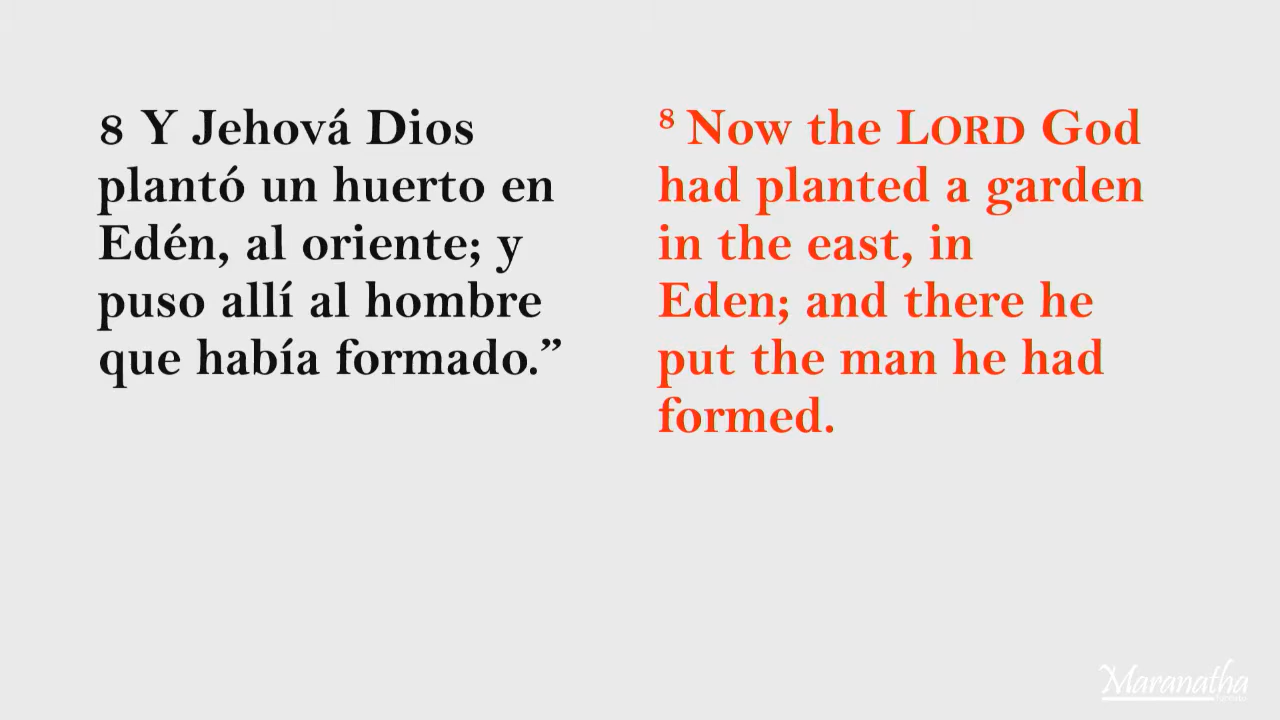 8 Y Jehová Dios
plantó un huerto en
Edén, al oriente; y
puso allí al hombre
que había formado.”
⁸ Now the LORD God
had planted a garden
in the east, in
Eden; and there he
put the man he had
formed.
Maranatha